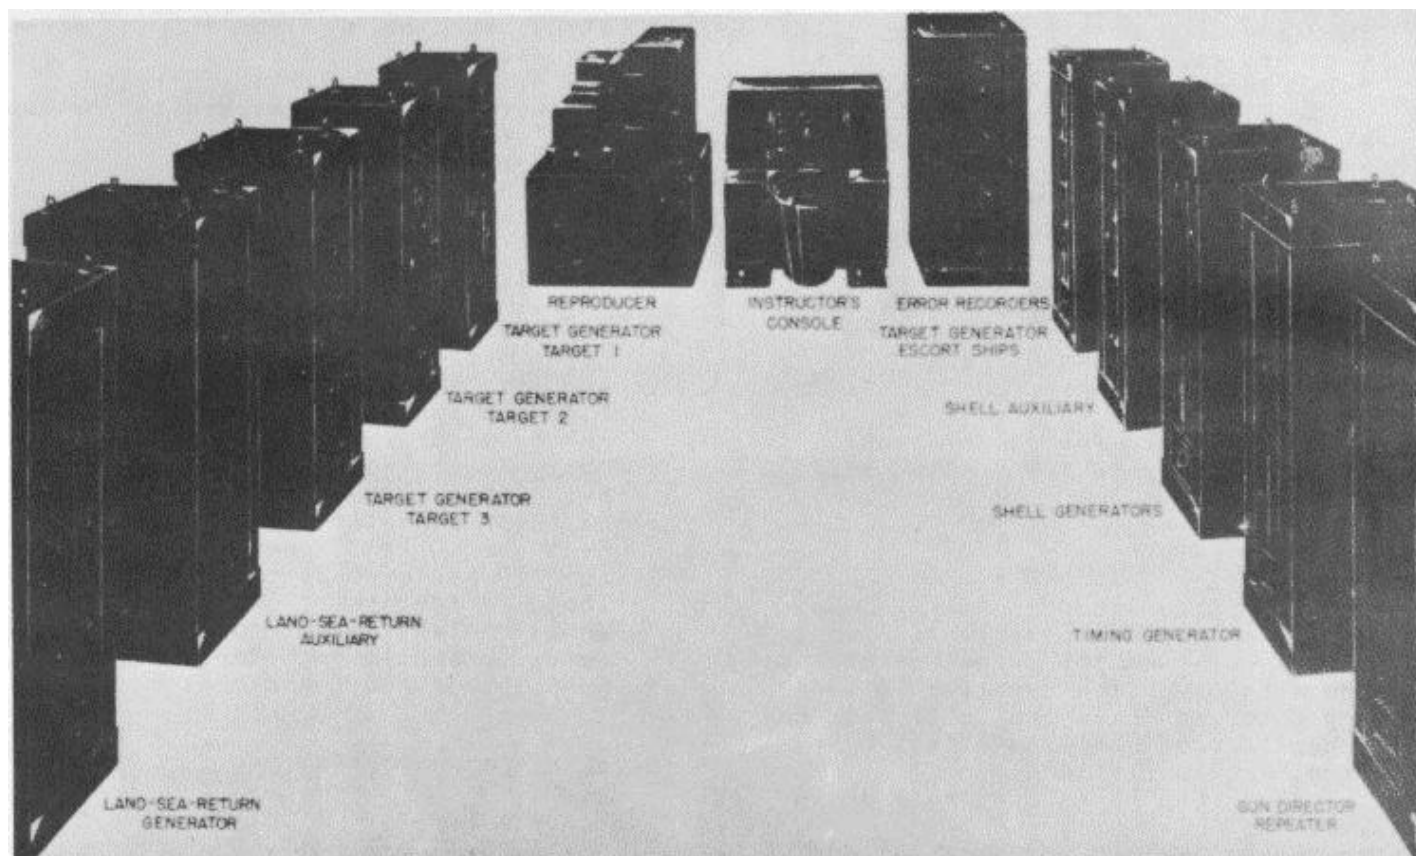 REPRODUCER
INSTRUCTOR'S
CONSOLE
ERROR RECORDERS
TARGET GENERATOR
TARGET 1
TARGET GENERATOR
ESCORT SHIPS
TARGET GENERATOR
TARGET 2
SHELL AUXILIARY
TARGET GENERATOR
TARGET 3
SHELL GENERATORS
LAND-SEA-RETURN
AUXILIARY
TIMING GENERATOR
LAND-SEA-RETURN
GENERATOR
GUN DIRECTOR
REPEATER